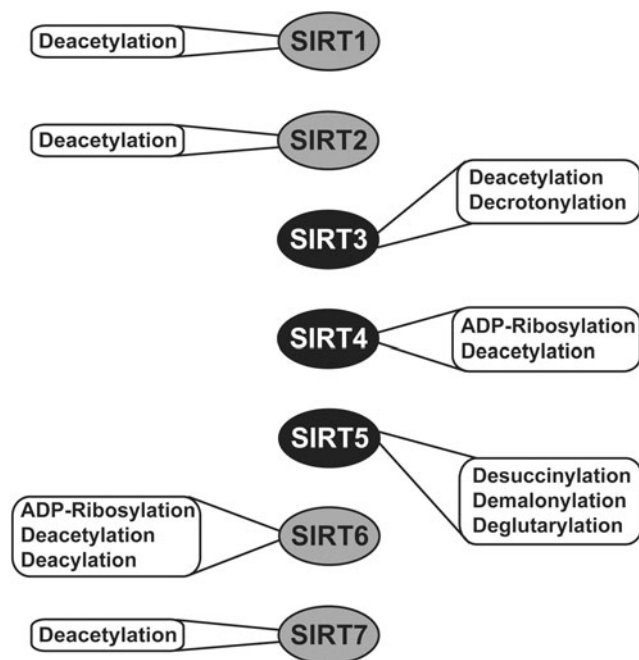 Deacetylation
SIRT1
Deacetylation
SIRT2
Deacetylation
Decrotonylation
SIRT3
SIRT4
ADP-Ribosylation
Deacetylation
SIRT5
Desuccinylation
Demalonylation
Deglutarylation
ADP-Ribosylation
Deacetylation
Deacylation
SIRT6
Deacetylation
SIRT7